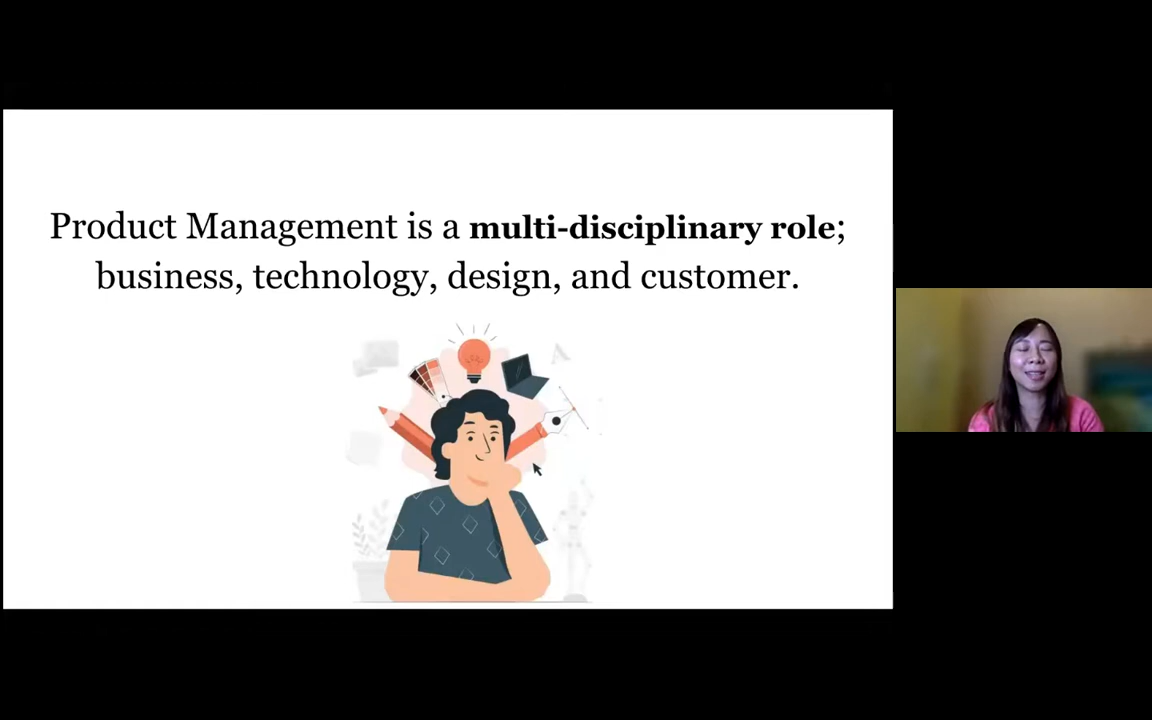 Product Management is a multi-disciplinary role;
business, technology, design, and customer.